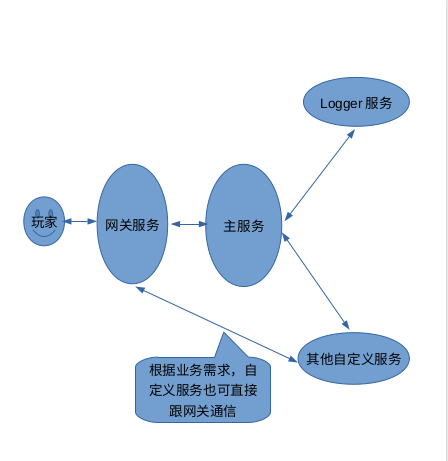 Logger 服务
玩家
网关服务
主服务
其他自定义服务
根据业务需求，自
定义服务也可直接
跟网关通信